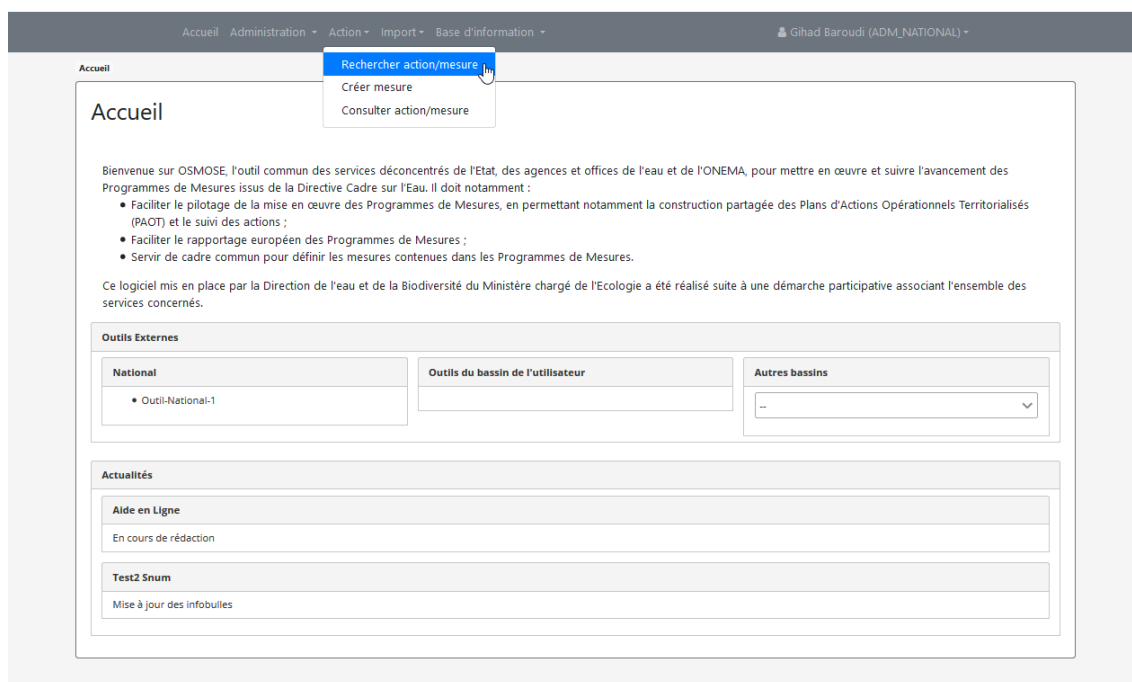 Accueil Administration Action Import Base d'information Gihad Baroudi (ADM_NATIONAL)
Rechercher action/mesure
Créer mesure
Consulter action/mesure
Accueil
Accueil
Bienvenue sur OSMOSE, l'outil commun des services déconcentrés de l'Etat, des agences et offices de l'eau et de l'ONEMA, pour mettre en œuvre et suivre l'avancement des
Programmes de Mesures issus de la Directive Cadre sur l'Eau. Il doit notamment :
• Faciliter le pilotage de la mise en œuvre des Programmes de Mesures, en permettant notamment la construction partagée des Plans d'Actions Opérationnels Territorialisés
(PAOT) et le suivi des actions ;
• Faciliter le rapportage européen des Programmes de Mesures ;
• Servir de cadre commun pour définir les mesures contenues dans les Programmes de Mesures.
Ce logiciel mis en place par la Direction de l'eau et de la Biodiversité du Ministère chargé de l'Ecologie a été réalisé suite à une démarche participative associant l'ensemble des
services concernés.
Outils Externes
National
• Outil-National-1
Outils du bassin de l'utilisateur
Autres bassins
--
Actualités
Aide en Ligne
En cours de rédaction
Test2 Snum
Mise à jour des infobulles